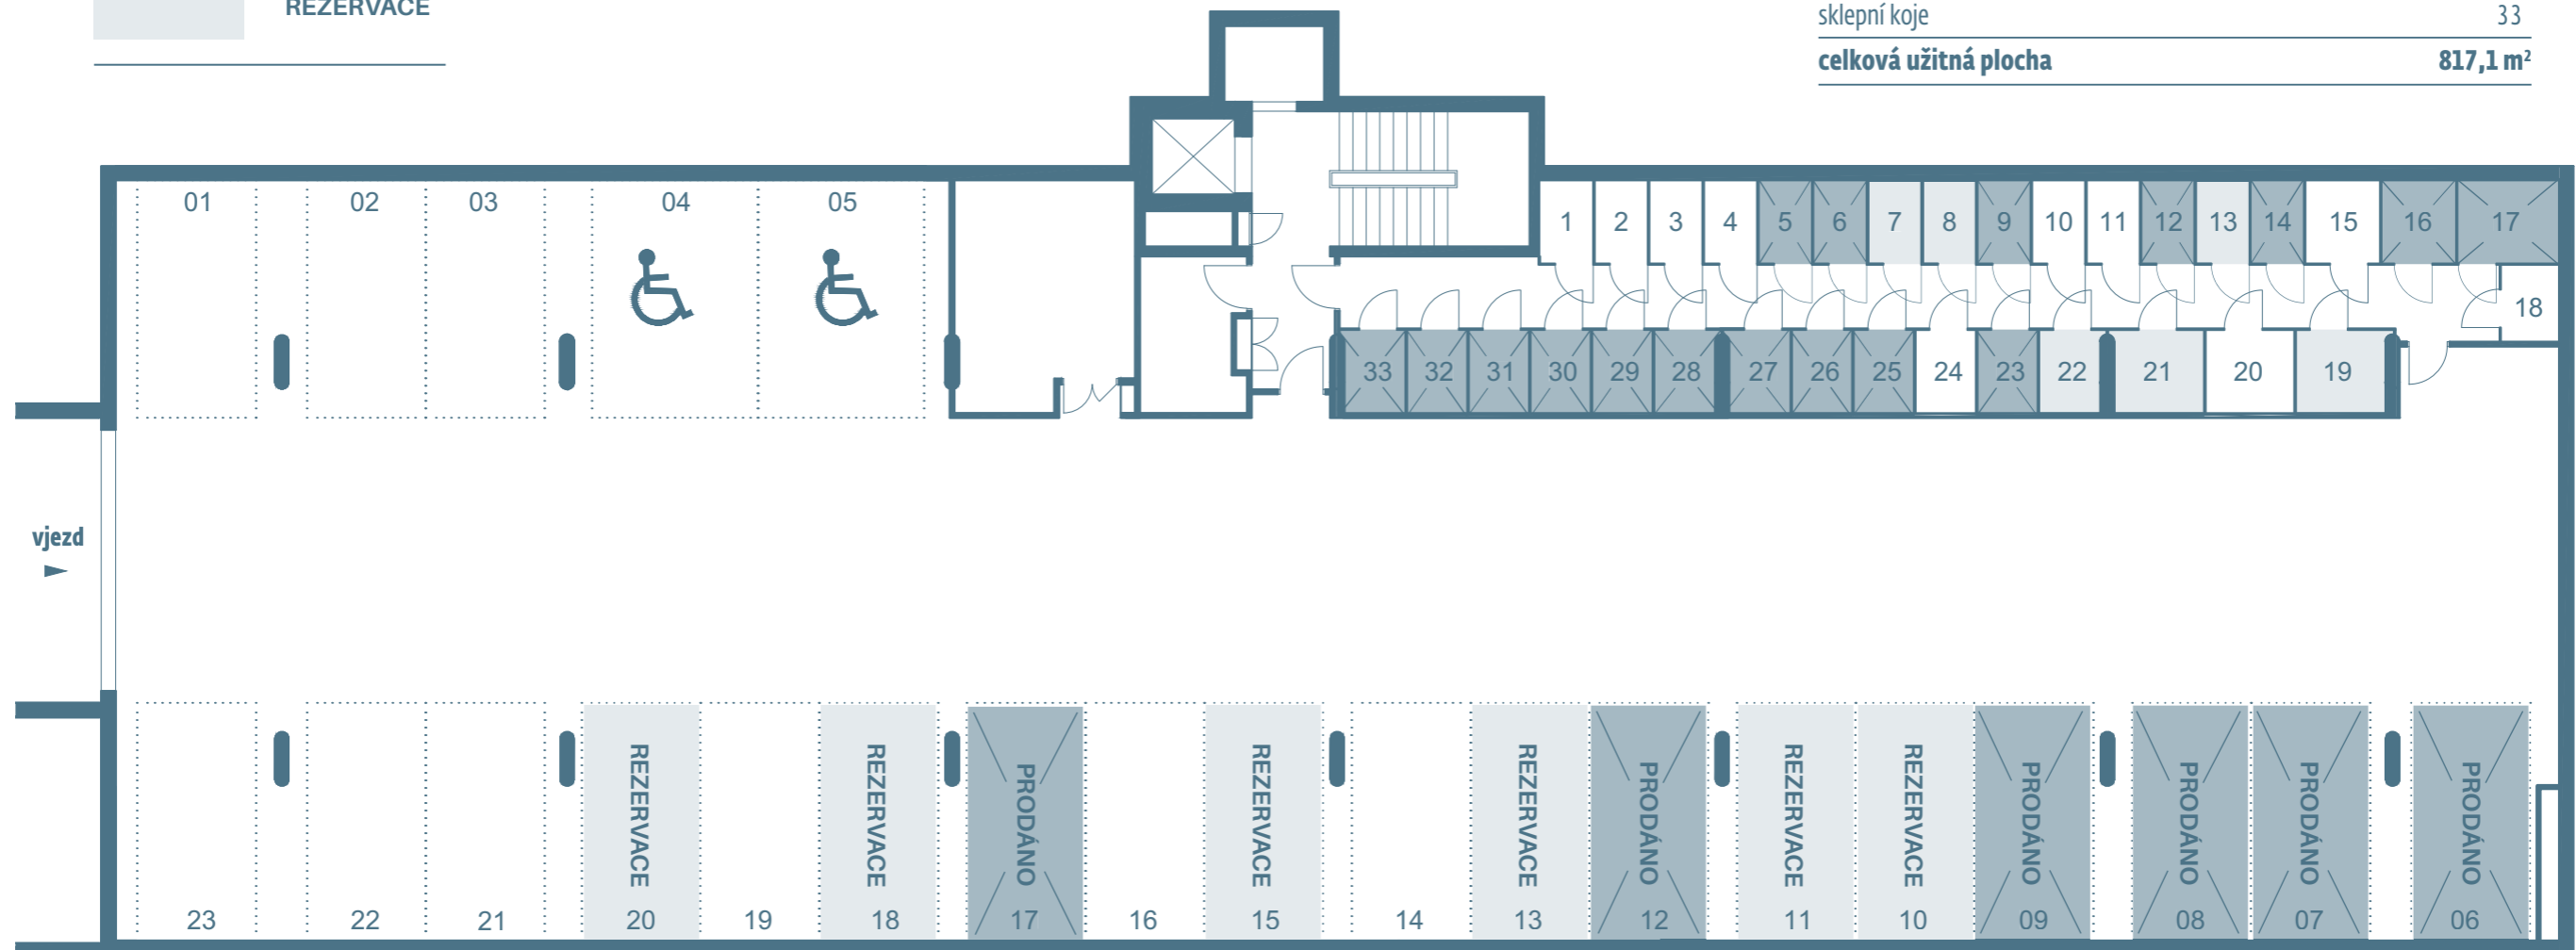 REZERVACE
sklepní koje 33
celková užitná plocha 817,1 m²
01 02 03 04 05
1 2 3 4 5 6 7 8 9 10 11 12 13 14 15 16 17
18
33 32 31 30 29 28 27 26 25 24 23 22 21 20 19
vjezd
REZERVACE
REZERVACE
PRODÁNO
REZERVACE
REZERVACE
PRODÁNO
REZERVACE
REZERVACE
PRODÁNO
PRODÁNO
PRODÁNO
PRODÁNO
23 22 21 20 19 18 17 16 15 14 13 12 11 10 09 08 07 06